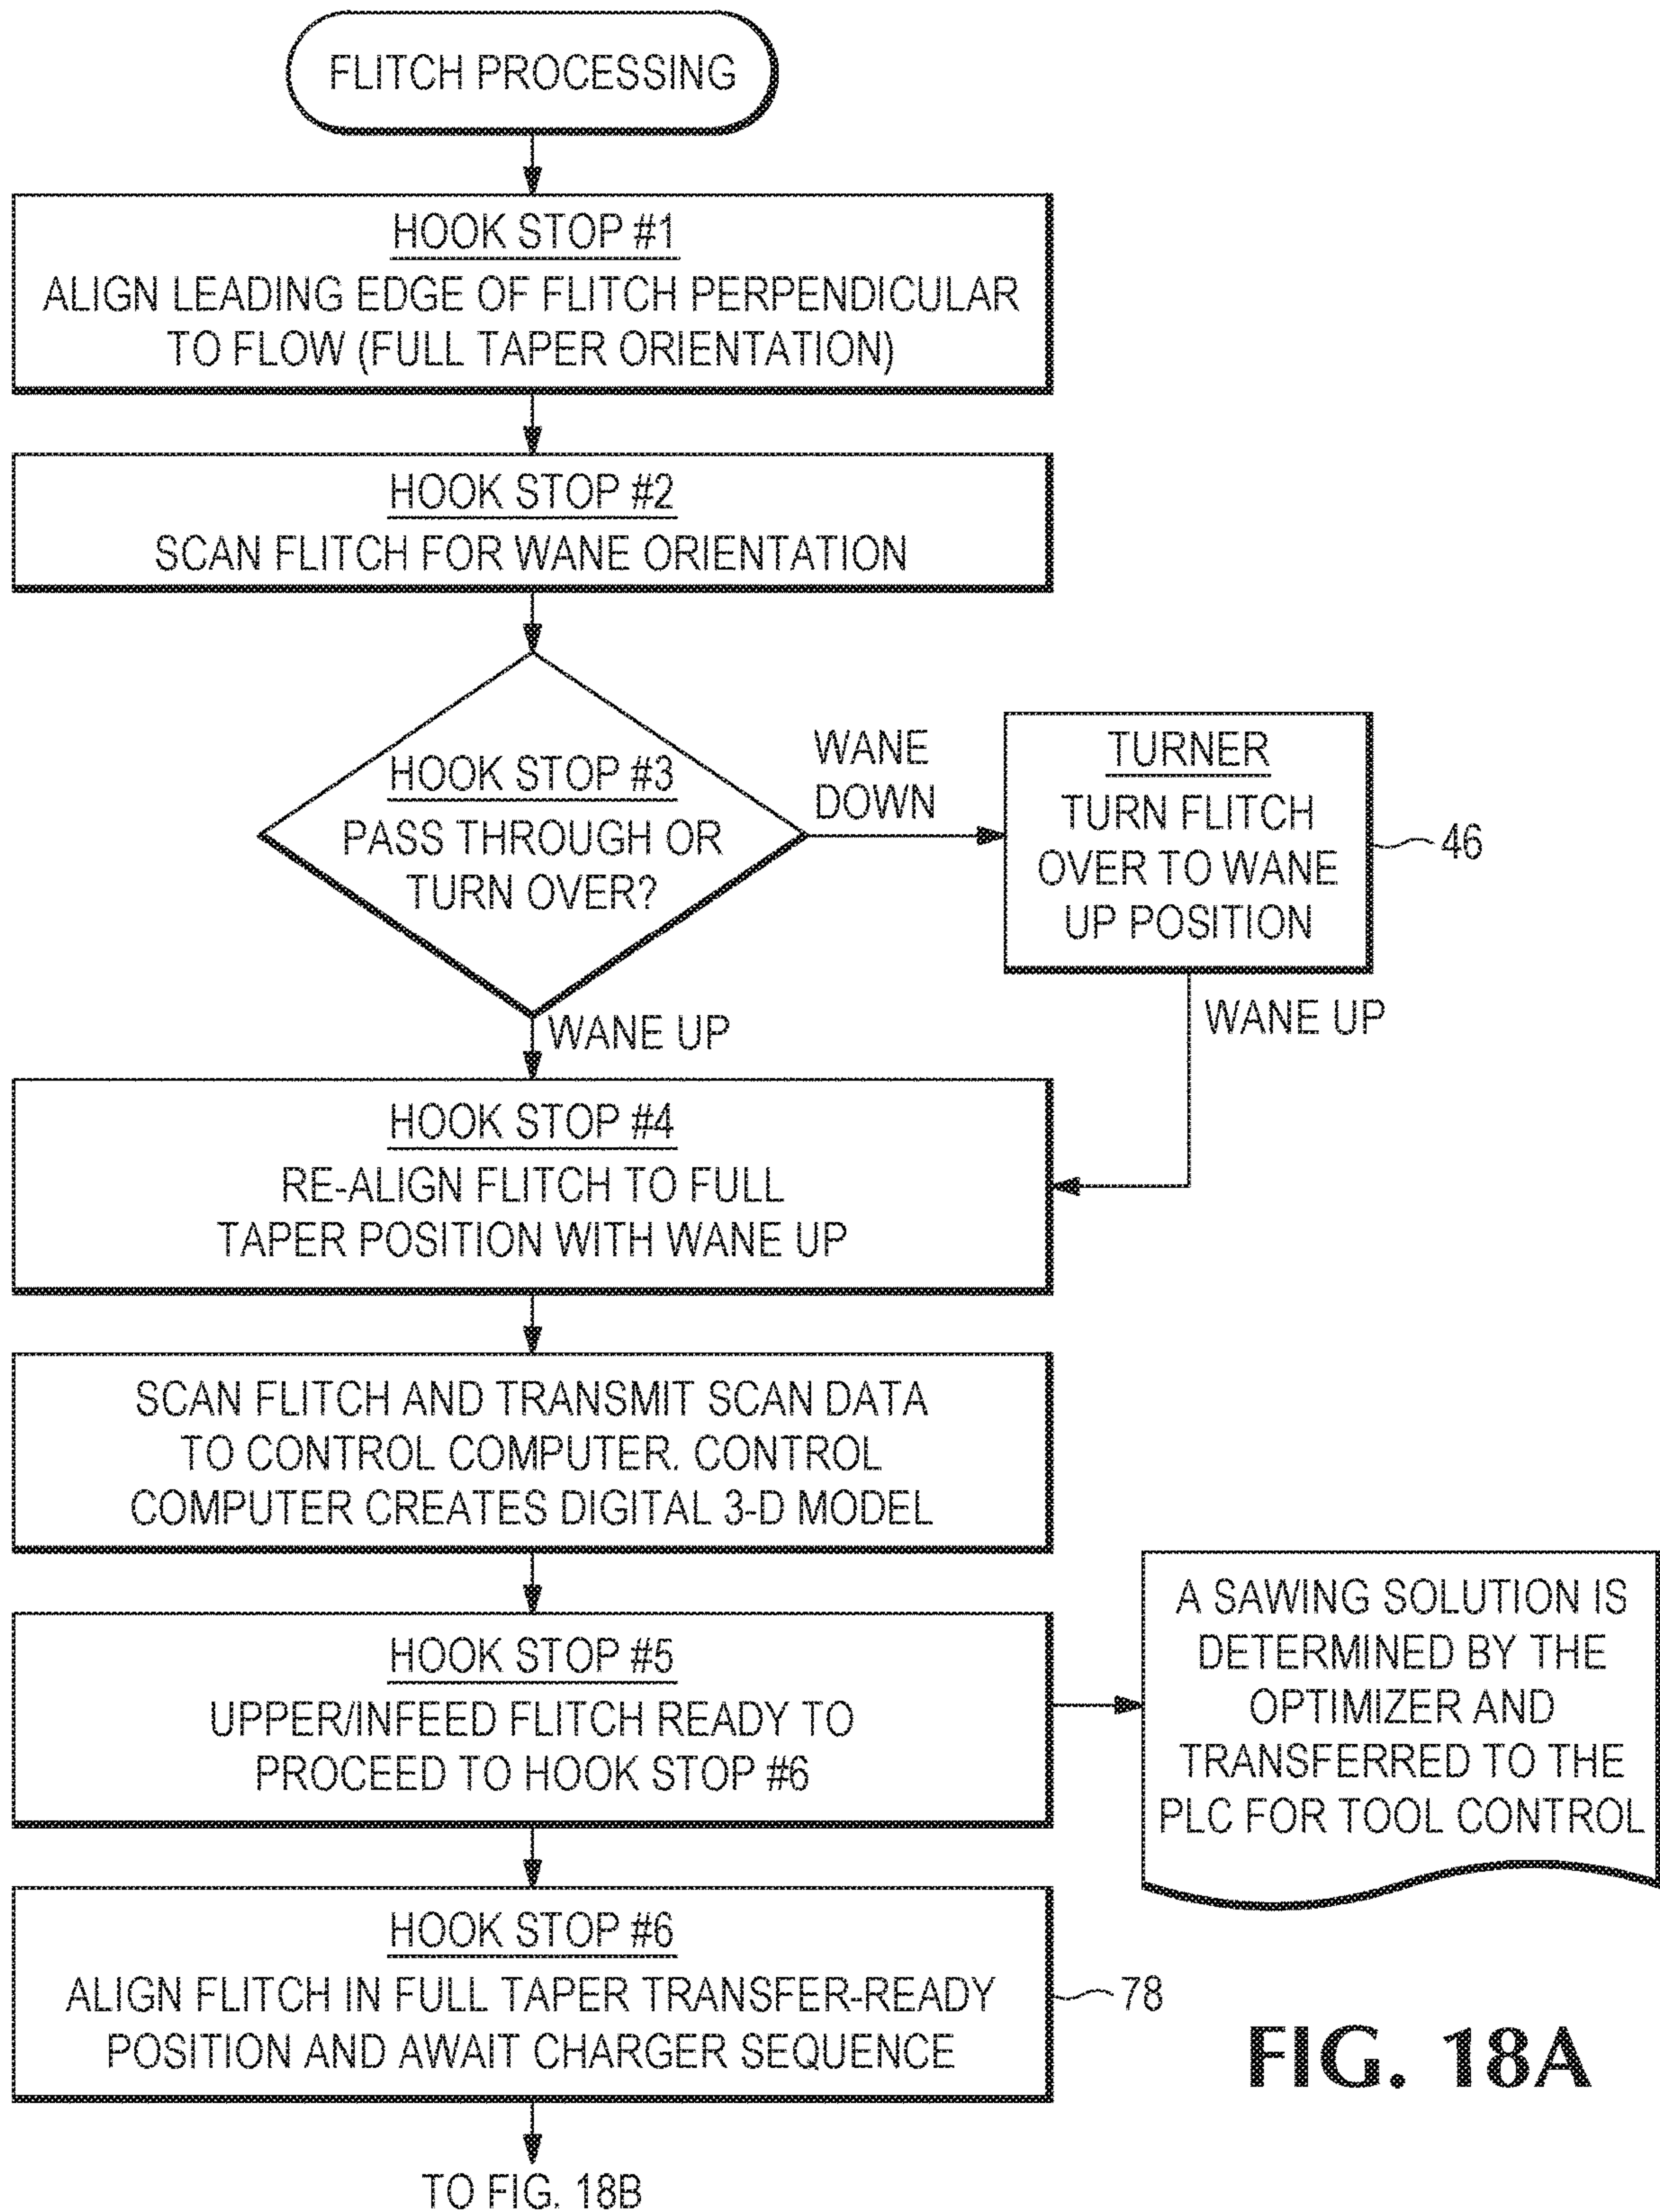 FLITCH PROCESSING
HOOK STOP #1
ALIGN LEADING EDGE OF FLITCH PERPENDICULAR
TO FLOW (FULL TAPER ORIENTATION)
HOOK STOP #2
SCAN FLITCH FOR WANE ORIENTATION
HOOK STOP #3
PASS THROUGH OR
TURN OVER?
WANE
DOWN
TURNER
TURN FLITCH
OVER TO WANE
UP POSITION
46
WANE UP
WANE UP
HOOK STOP #4
RE-ALIGN FLITCH TO FULL
TAPER POSITION WITH WANE UP
SCAN FLITCH AND TRANSMIT SCAN DATA
TO CONTROL COMPUTER. CONTROL
COMPUTER CREATES DIGITAL 3-D MODEL
HOOK STOP #5
UPPER/INFEED FLITCH READY TO
PROCEED TO HOOK STOP #6
A SAWING SOLUTION IS
DETERMINED BY THE
OPTIMIZER AND
TRANSFERRED TO THE
PLC FOR TOOL CONTROL
HOOK STOP #6
ALIGN FLITCH IN FULL TAPER TRANSFER-READY
POSITION AND AWAIT CHARGER SEQUENCE
78
FIG. 18A
TO FIG. 18B